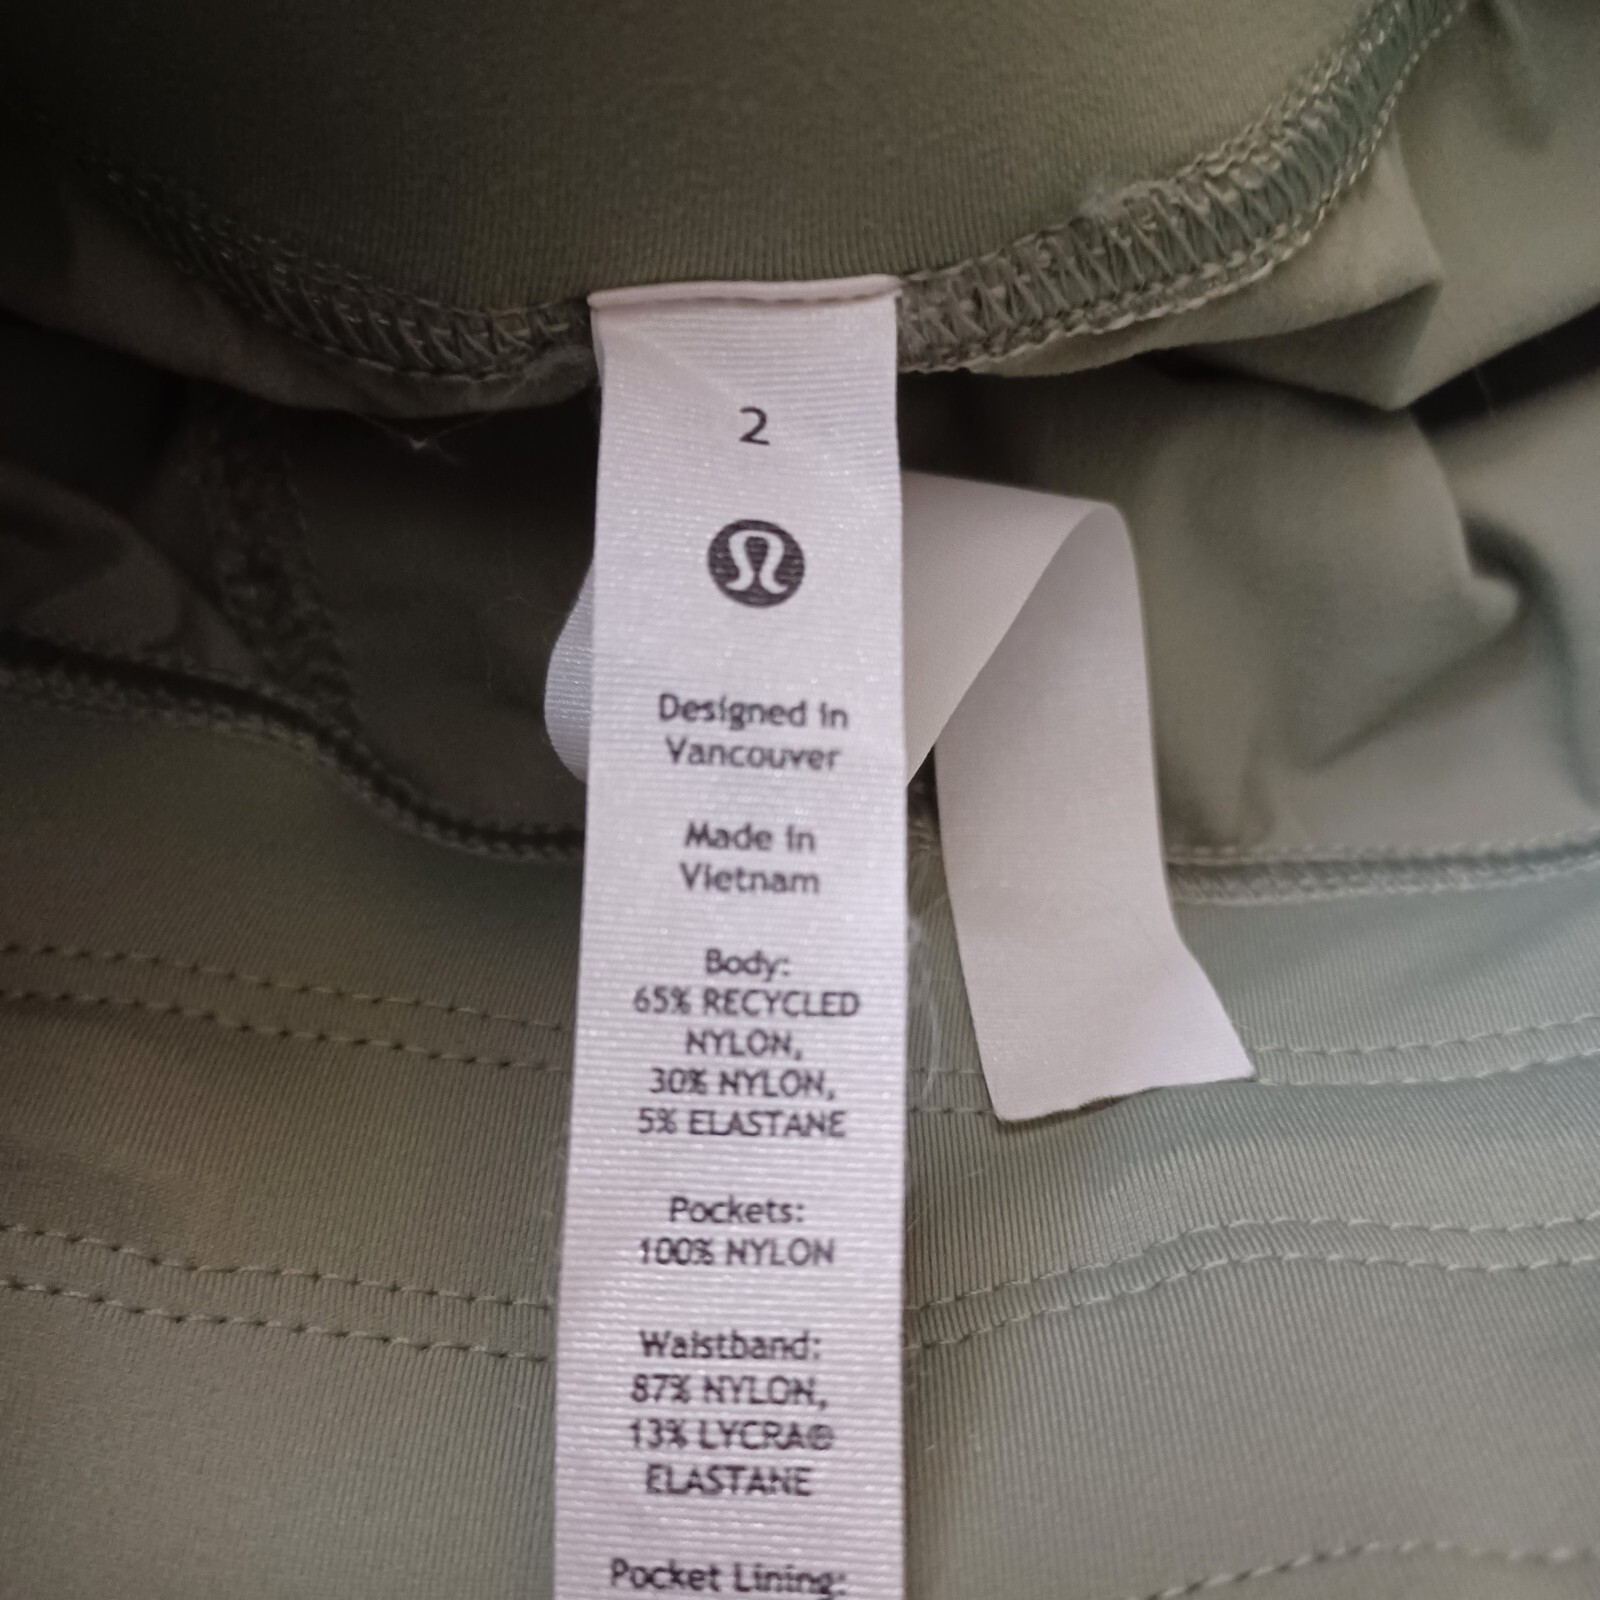 2
Designed in
Vancouver
Made in
Vietnam
Body:
65% RECYCLED
NYLON,
30% NYLON,
5% ELASTANE
Pockets:
100% NYLON
Waistband:
87% NYLON,
13% LYCRA®
ELASTANE
Pocket Lining: